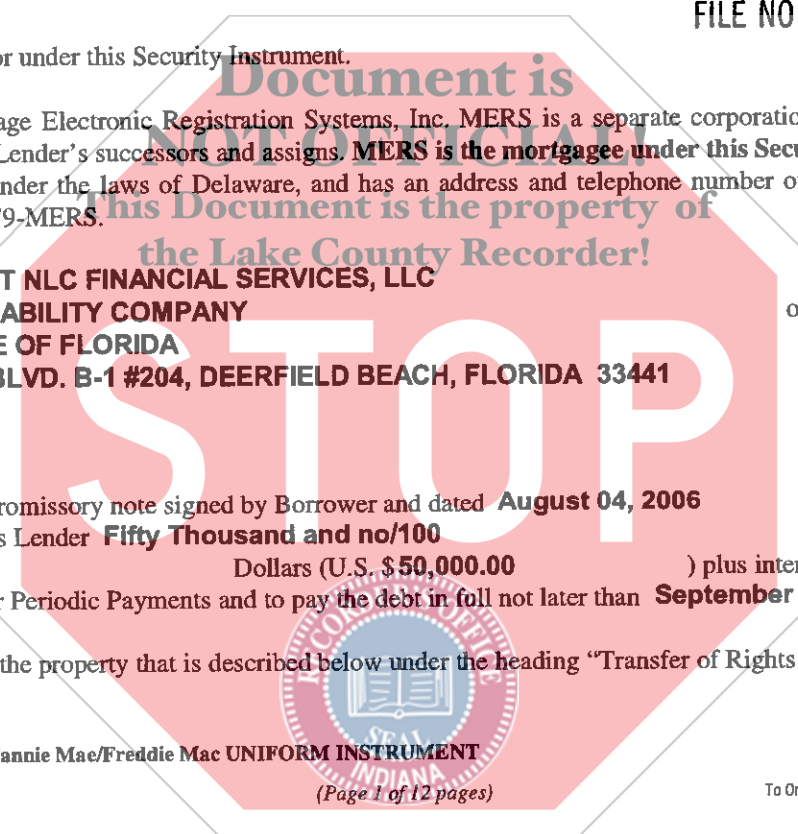 FILE NO
or under this Security Instrument.
Document is
age Electronic Registration Systems, Inc. MERS is a separate corporatio
NOT OFFICIAL!
Lender's successors and assigns. MERS is the mortgagee under this Secu
nder the laws of Delaware, and has an address and telephone number o
This Document is the property of
79-MERS.
the Lake County Recorder!
T NLC FINANCIAL SERVICES, LLC
ABILITY COMPANY
o
E OF FLORIDA
BLVD. B-1 #204, DEERFIELD BEACH, FLORIDA 33441
STOP
romissory note signed by Borrower and dated August 04, 2006
s Lender Fifty Thousand and no/100
Dollars (U.S. $50,000.00 ) plus inter
r Periodic Payments and to pay the debt in full not later than September
RECORDER'S OFFICE
the property that is described below under the heading "Transfer of Rights
SEAL
annie Mae/Freddie Mac UNIFORM INSTRUMENT
INDIANA
(Page 1 of 12 pages)
To Or